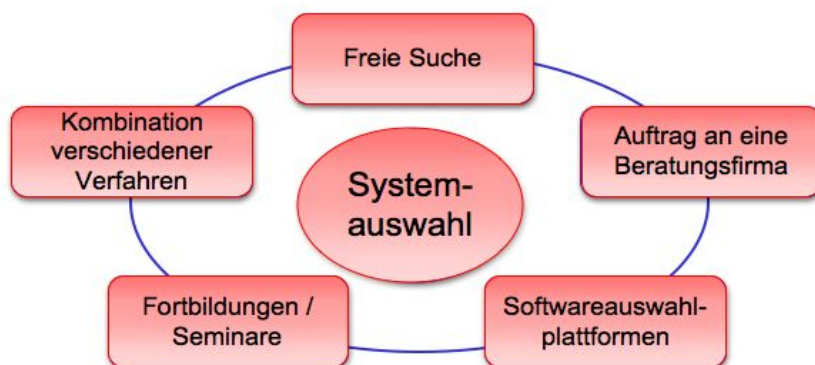 Freie Suche
Kombination
verschiedener
Verfahren
Auftrag an eine
Beratungsfirma
System-
auswahl
Fortbildungen /
Seminare
Softwareauswahl-
plattformen